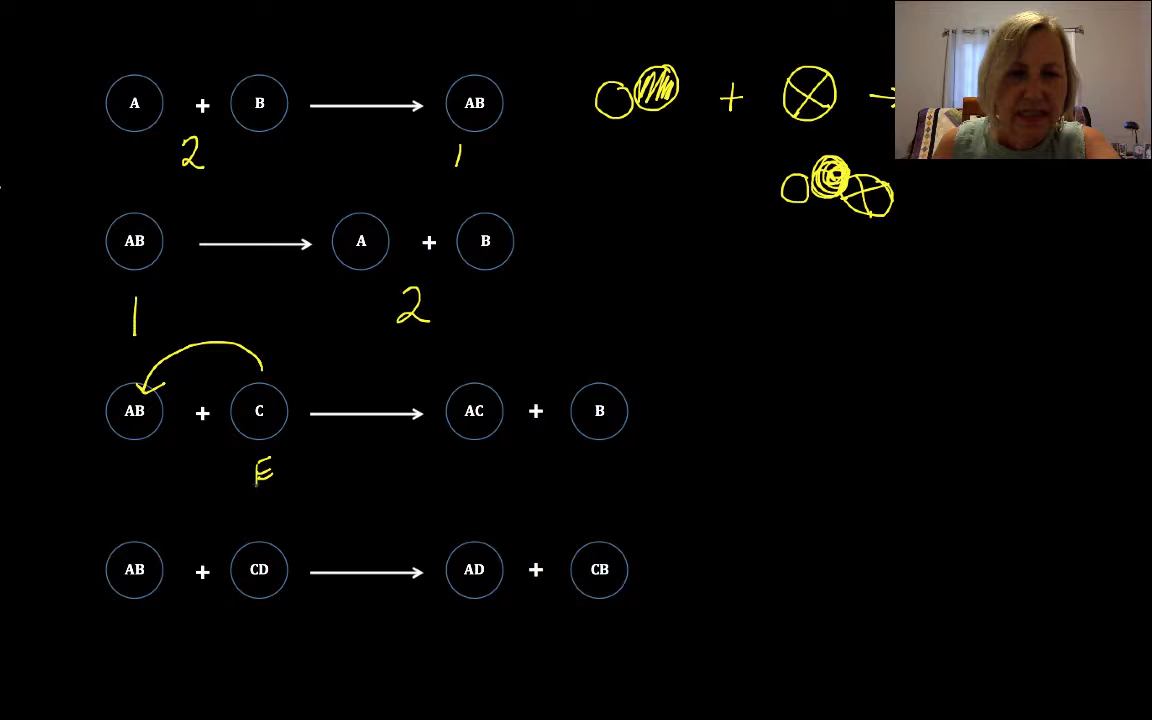 A + B → AB
2 1
AB → A + B
1 2
AB + C → AC + B
E
AB + CD → AD + CB
+ →